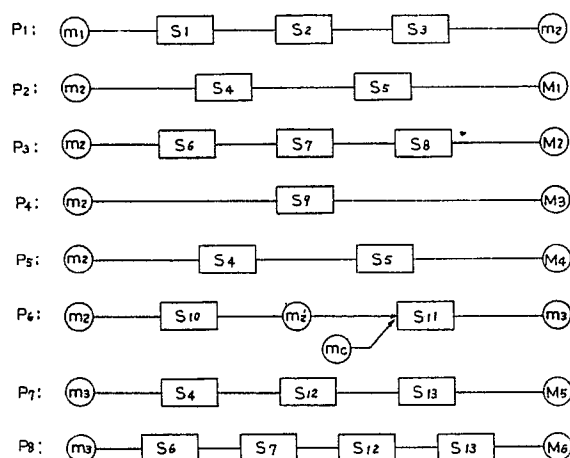 P1: m1 S1 S2 S3 m2
P2: m2 S4 S5 M1
P3: m2 S6 S7 S8 M2
P4: m2 S9 M3
P5: m2 S4 S5 M4
P6: m2 S10 m2' S11 m3
mc
P7: m3 S4 S12 S13 M5
P8: m3 S6 S7 S12 S13 M6